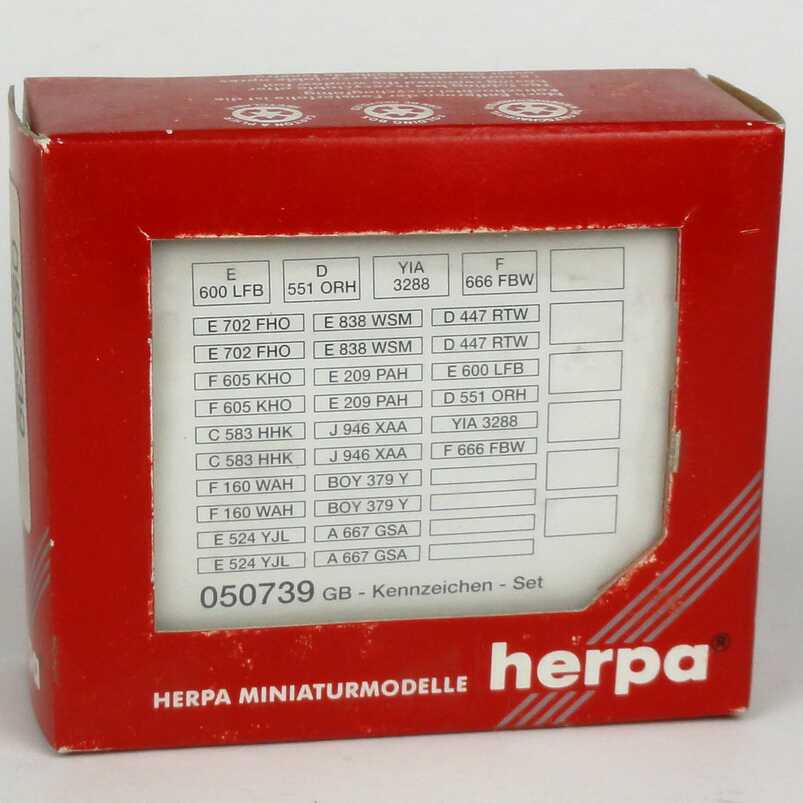 E 600 LFB
D 551 ORH
YIA 3288
F 666 FBW
E 702 FHO E 838 WSM D 447 RTW
E 702 FHO E 838 WSM D 447 RTW
F 605 KHO E 209 PAH E 600 LFB
F 605 KHO E 209 PAH D 551 ORH
C 583 HHK J 946 XAA YIA 3288
C 583 HHK J 946 XAA F 666 FBW
F 160 WAH BOY 379 Y
F 160 WAH BOY 379 Y
E 524 YJL A 667 GSA
E 524 YJL A 667 GSA
050739 GB - Kennzeichen - Set
HERPA MINIATURMODELLE herpa®
050739